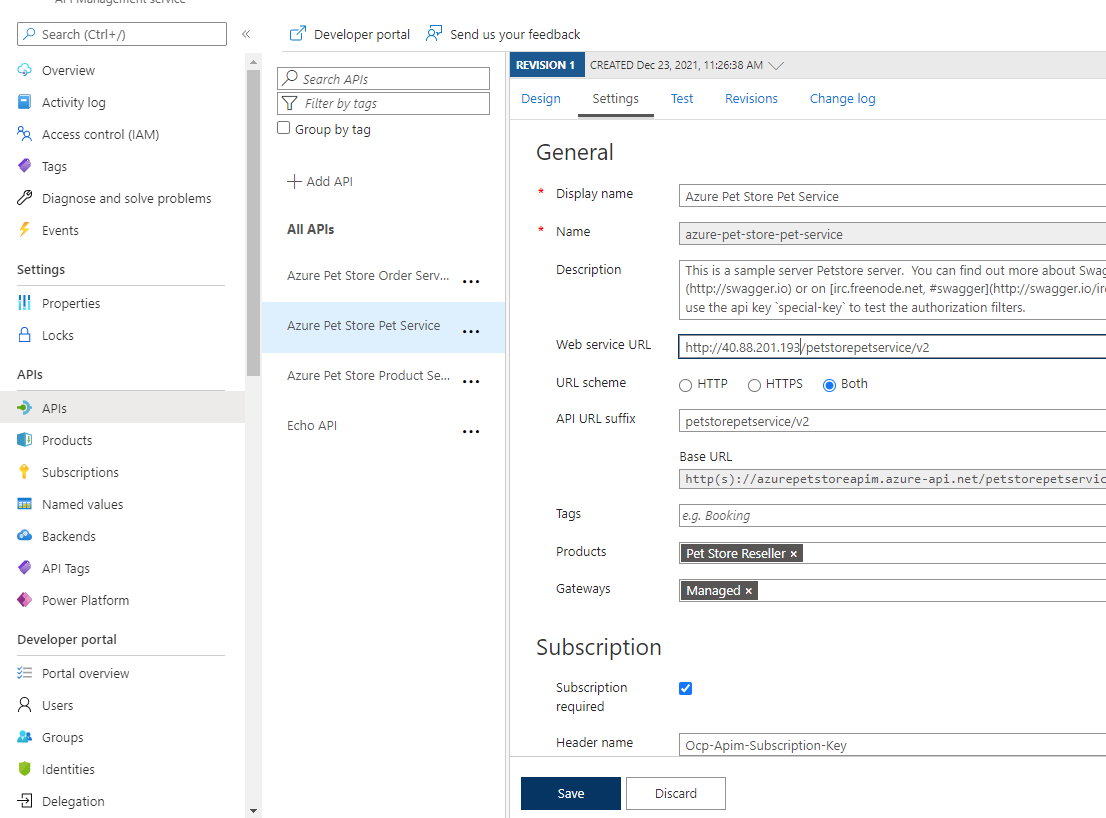 API Management service
Search (Ctrl+/)
«
Overview
Activity log
Access control (IAM)
Tags
Diagnose and solve problems
Events
Settings
Properties
Locks
APIs
APIs
Products
Subscriptions
Named values
Backends
API Tags
Power Platform
Developer portal
Portal overview
Users
Groups
Identities
Delegation
Developer portal
Send us your feedback
Search APIs
Filter by tags
Group by tag
Add API
All APIs
Azure Pet Store Order Serv... ...
Azure Pet Store Pet Service ...
Azure Pet Store Product Se... ...
Echo API ...
REVISION 1 CREATED Dec 23, 2021, 11:26:38 AM
Design Settings Test Revisions Change log
General
* Display name Azure Pet Store Pet Service
* Name azure-pet-store-pet-service
Description This is a sample server Petstore server. You can find out more about Swag
(http://swagger.io) or on [irc.freenode.net, #swagger](http://swagger.io/irc
use the api key `special-key` to test the authorization filters.
Web service URL http://40.88.201.193/petstorepetservice/v2
URL scheme HTTP HTTPS Both
API URL suffix petstorepetservice/v2
Base URL
http(s)://azurepetstoreapim.azure-api.net/petstorepetservic
Tags e.g. Booking
Products Pet Store Reseller ×
Gateways Managed ×
Subscription
Subscription
required
Header name Ocp-Apim-Subscription-Key
Save Discard